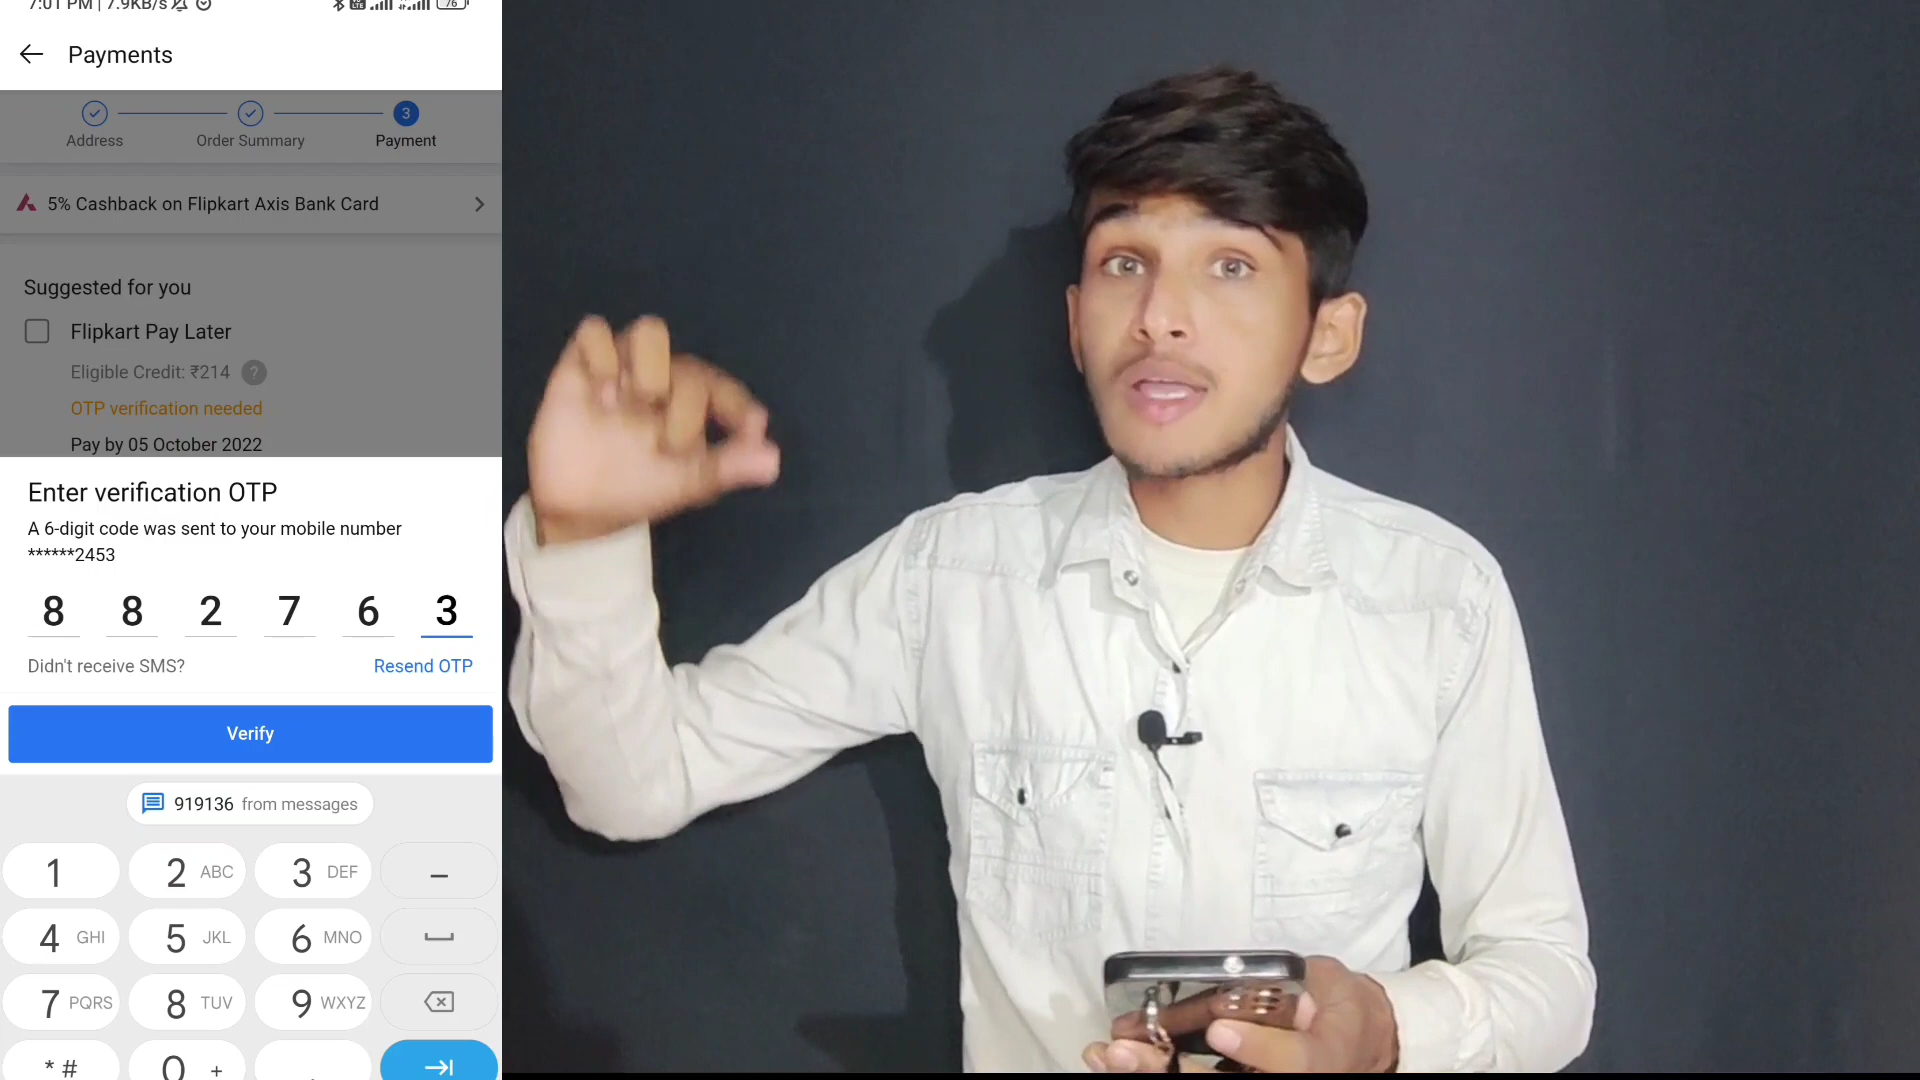 7:01 PM | 7.9KB/s
76
Payments
3
Address
Order Summary
Payment
5% Cashback on Flipkart Axis Bank Card
Suggested for you
Flipkart Pay Later
Eligible Credit: ₹214 ?
OTP verification needed
Pay by 05 October 2022
Enter verification OTP
A 6-digit code was sent to your mobile number
******2453
8 8 2 7 6 3
Didn't receive SMS? Resend OTP
Verify
919136 from messages
1 2 ABC 3 DEF –
4 GHI 5 JKL 6 MNO
7 PQRS 8 TUV 9 WXYZ
* # 0 + .